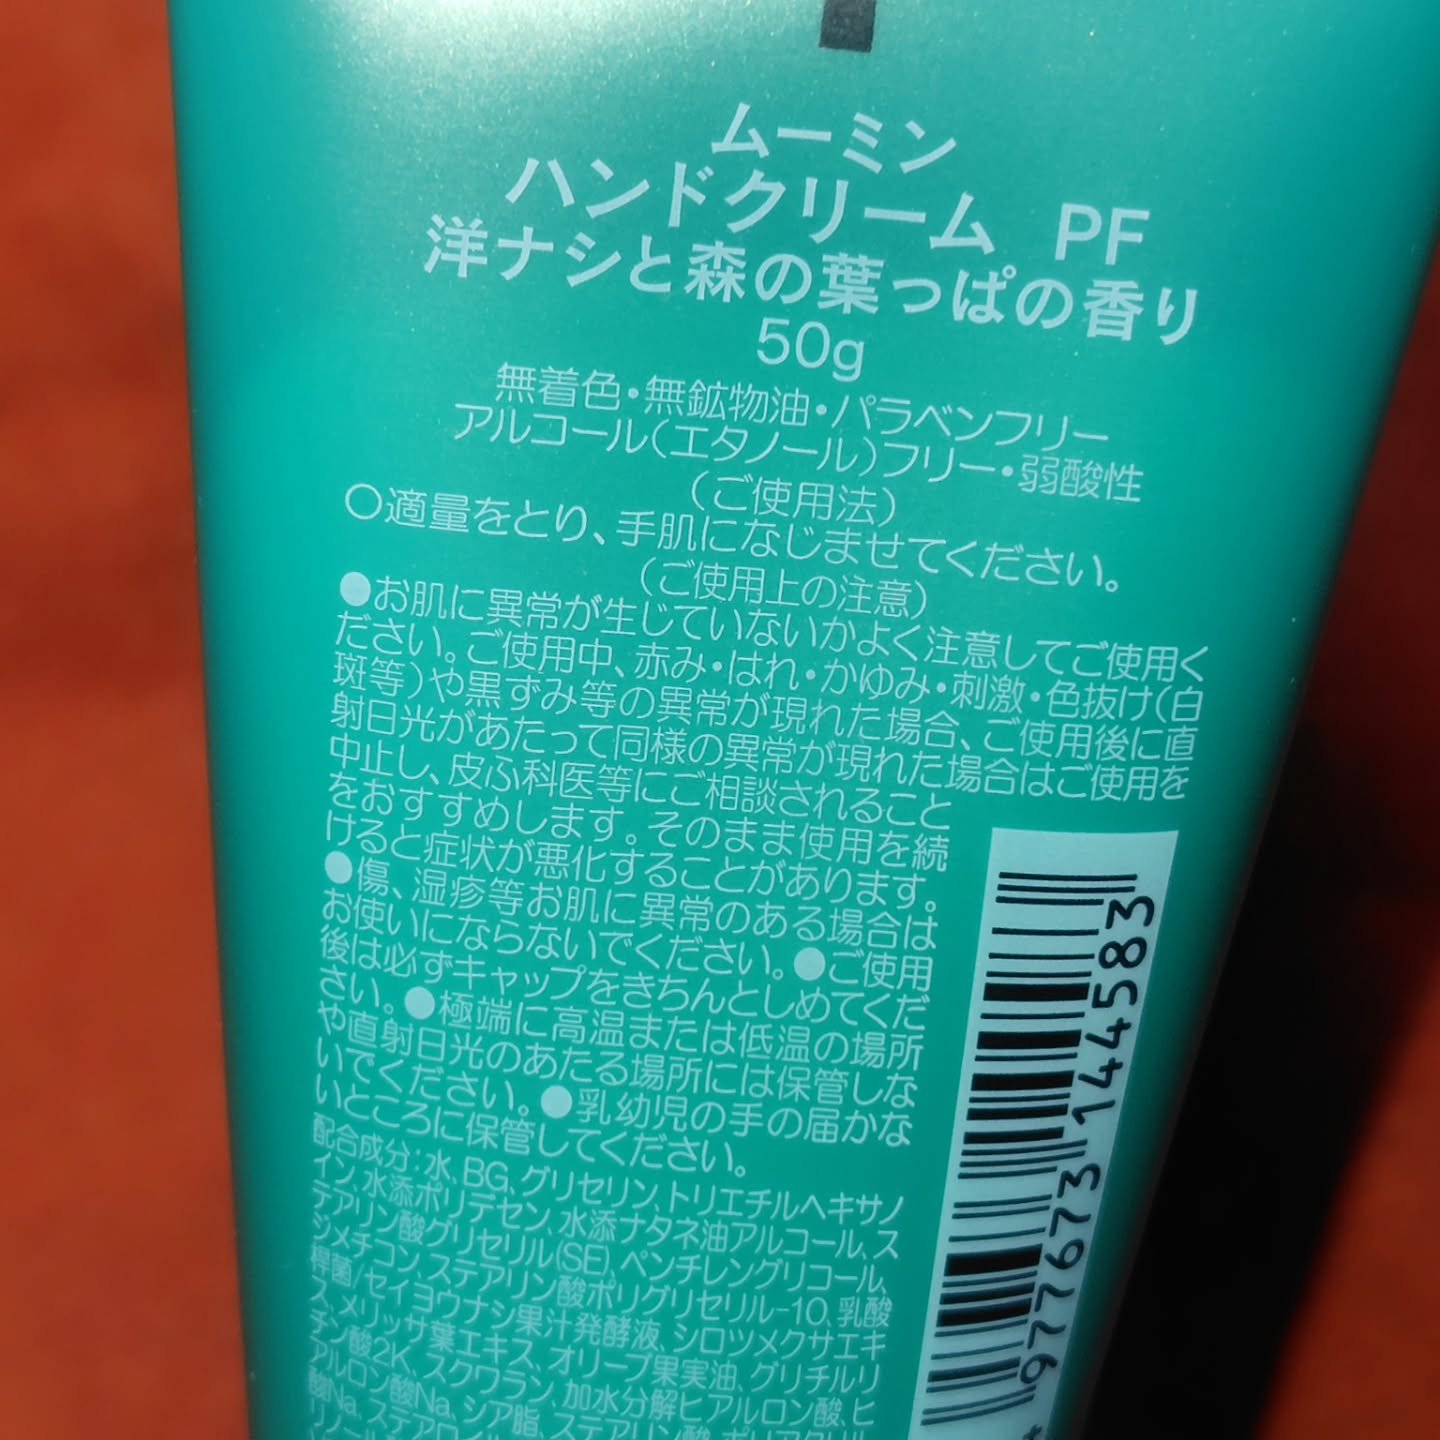 ムーミン
ハンドクリーム PF
洋ナシと森の葉っぱの香り
50g
無着色・無鉱物油・パラベンフリー
アルコール(エタノール)フリー・弱酸性
(ご使用法)
○適量をとり、手肌になじませてください。
(ご使用上の注意)
●お肌に異常が生じていないかよく注意してご使用く
ださい。ご使用中、赤み・はれ・かゆみ・刺激・色抜け(白
斑等)や黒ずみ等の異常が現れた場合、ご使用後に直
射日光があたって同様の異常が現れた場合はご使用を
中止し、皮ふ科医等にご相談されること
をおすすめします。そのまま使用を続
けると症状が悪化することがあります。
●傷、湿疹等お肌に異常のある場合は
お使いにならないでください。●ご使用
後は必ずキャップをきちんとしめてくだ
さい。●極端に高温または低温の場所
や直射日光のあたる場所には保管しな
いでください。●乳幼児の手の届かな
いところに保管してください。
配合成分:水、BG、グリセリン、トリエチルヘキサノ
イン、水添ポリデセン、水添ナタネ油アルコール、ス
テアリン酸グリセリル(SE)、ペンチレングリコール、
ジメチコン、ステアリン酸ポリグリセリル-10、乳酸
桿菌/セイヨウナシ果汁発酵液、シロツメクサエキ
ス、メリッサ葉エキス、オリーブ果実油、グリチルリ
チン酸2K、スクワラン、加水分解ヒアルロン酸、ヒ
アルロン酸Na、シア脂、ステアリン酸、
酸Na、ステアロイル
4 977673 144583